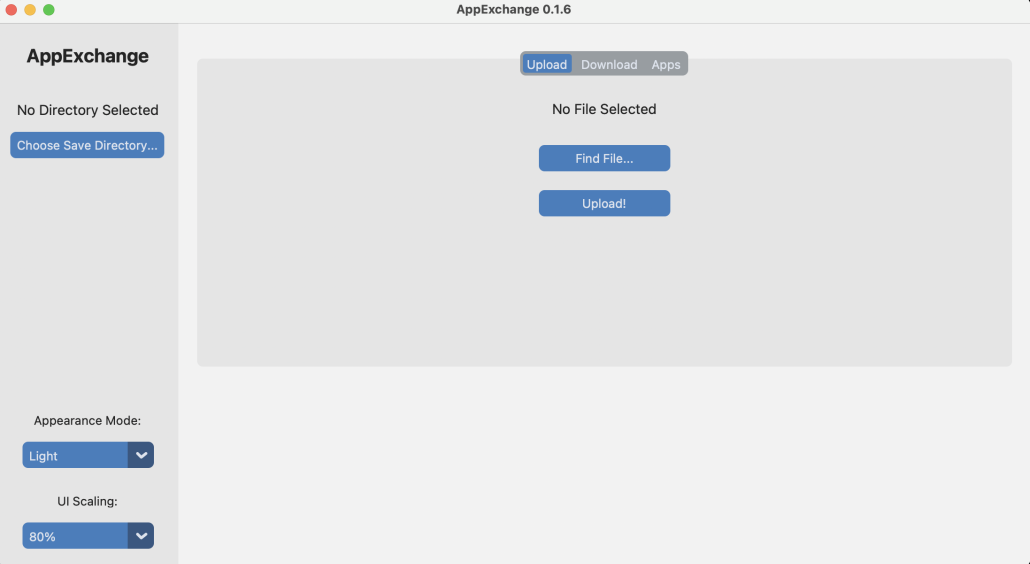 AppExchange 0.1.6
AppExchange
No Directory Selected
Choose Save Directory...
Appearance Mode:
Light
UI Scaling:
80%
Upload Download Apps
No File Selected
Find File...
Upload!